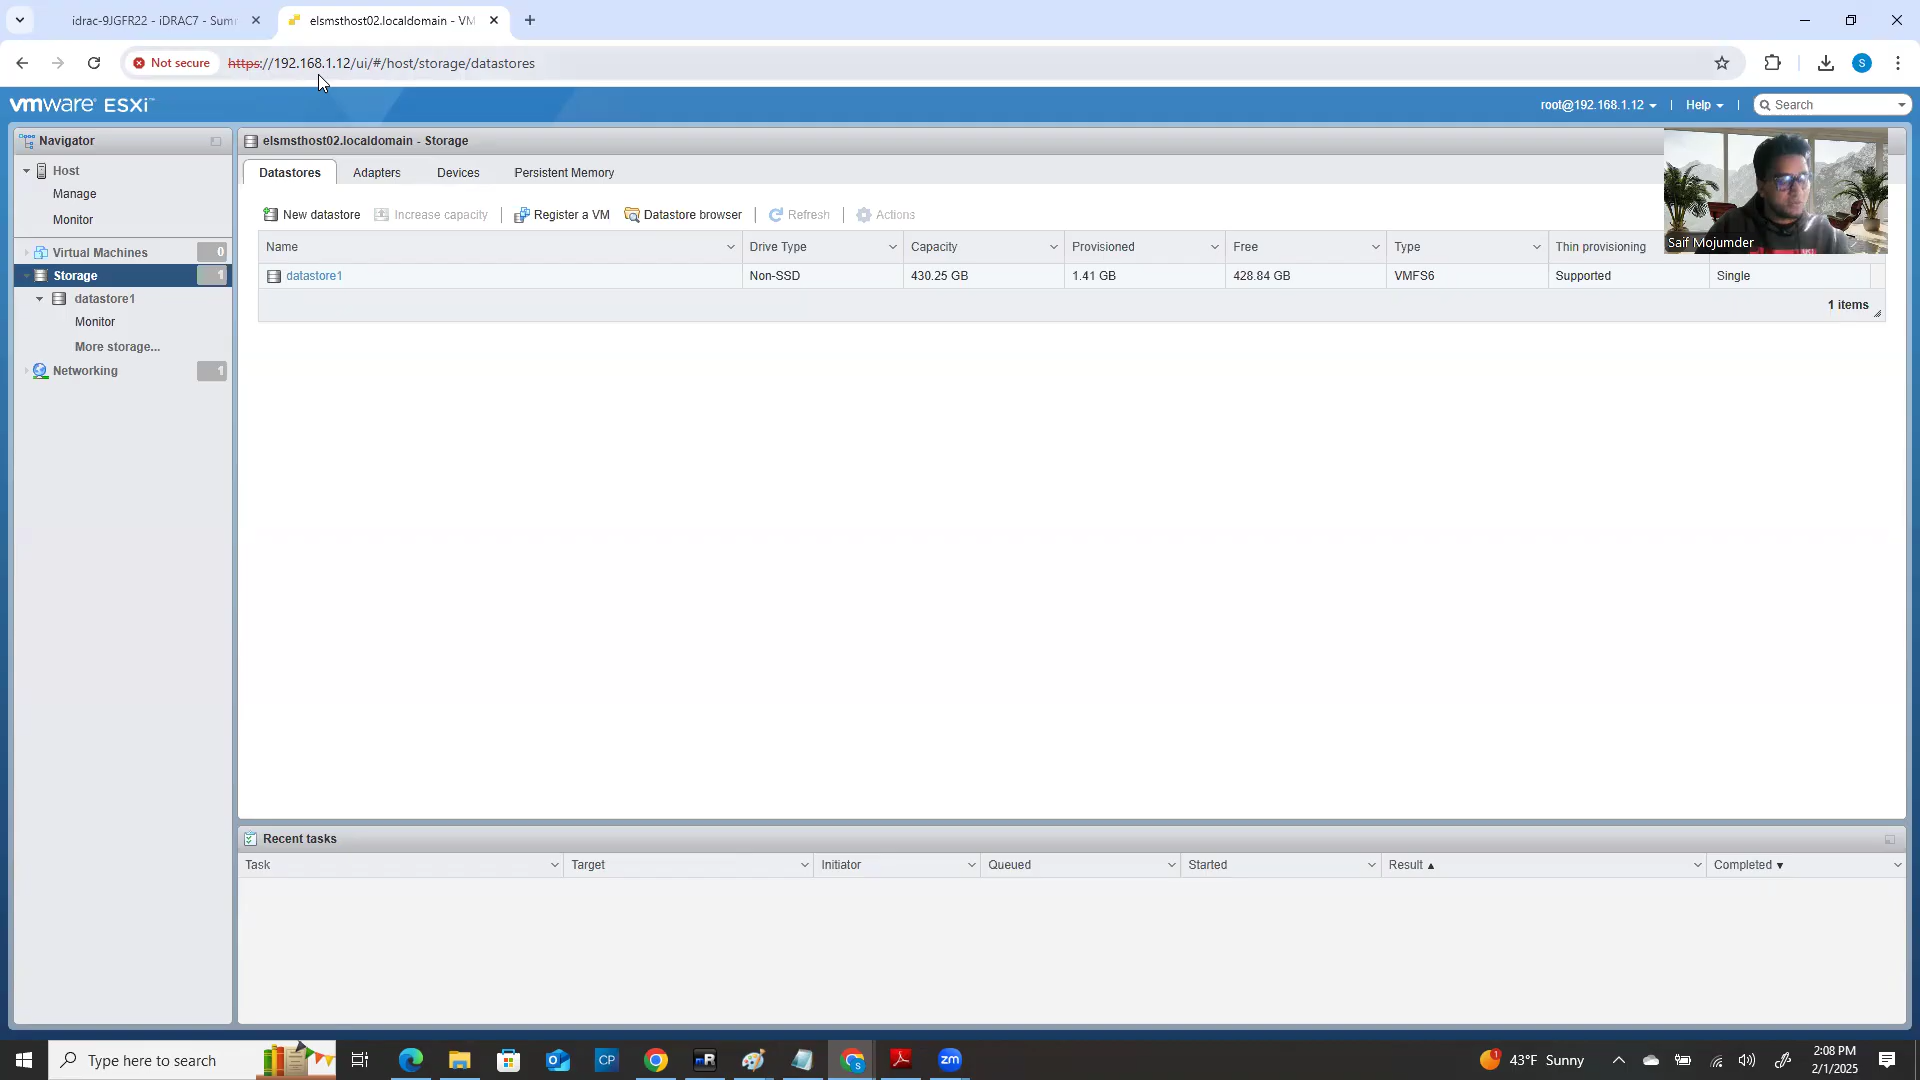 idrac-9JGFR22 - iDRAC7 - Sum
elsmsthost02.localdomain - VM
Not secure
https://192.168.1.12/ui/#/host/storage/datastores
S
vmware ESXi
root@192.168.1.12
Help
Search
Navigator
Host
Manage
Monitor
Virtual Machines 0
Storage 1
datastore1
Monitor
More storage...
Networking 1
elsmsthost02.localdomain - Storage
Datastores Adapters Devices Persistent Memory
New datastore Increase capacity Register a VM Datastore browser Refresh Actions
Name Drive Type Capacity Provisioned Free Type Thin provisioning
datastore1 Non-SSD 430.25 GB 1.41 GB 428.84 GB VMFS6 Supported Single
1 items
Saif Mojumder
Recent tasks
Task Target Initiator Queued Started Result Completed
Type here to search
CP
R
zm
1
43°F Sunny
2:08 PM
2/1/2025